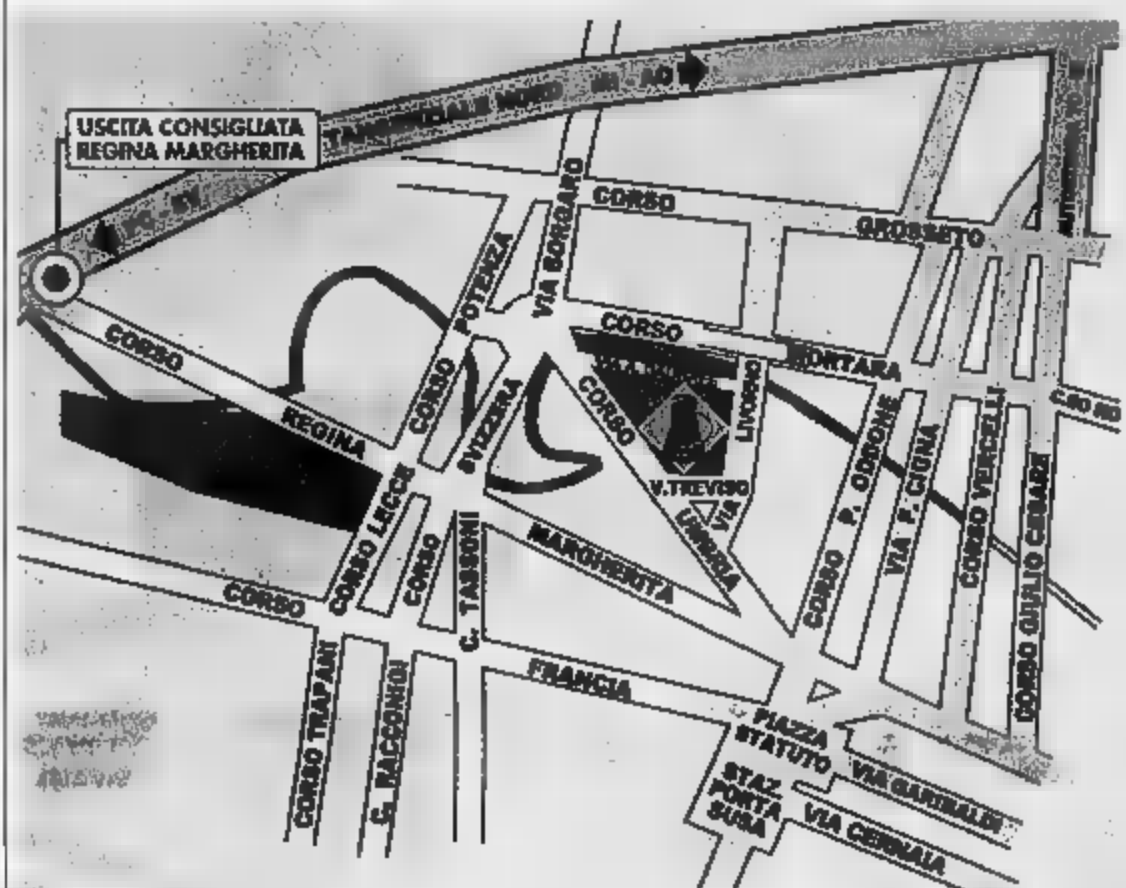 USCITA CONSIGLIATA
REGINA MARGHERITA
TANGENZIALE NORD
CORSO
GROSSETO
VIA BORGARO
CORSO POTENZA
CORSO
MORTARA
CORSO
REGINA
MARGHERITA
SVIZZERA
CORSO
UMBRIA
LIVORNO
VIA
V. TREVISO
CORSO LECCE
CORSO
C. TASSONI
CORSO P. ODDONE
VIA F. CIGNA
CORSO VERCELLI
CORSO GIULIO CESARE
CORSO
FRANCIA
CORSO TRAPANI
C. RACCONIGI
PIAZZA
STATUTO
STAZ.
PORTA
SUSA
VIA GARIBALDI
VIA CERNAIA